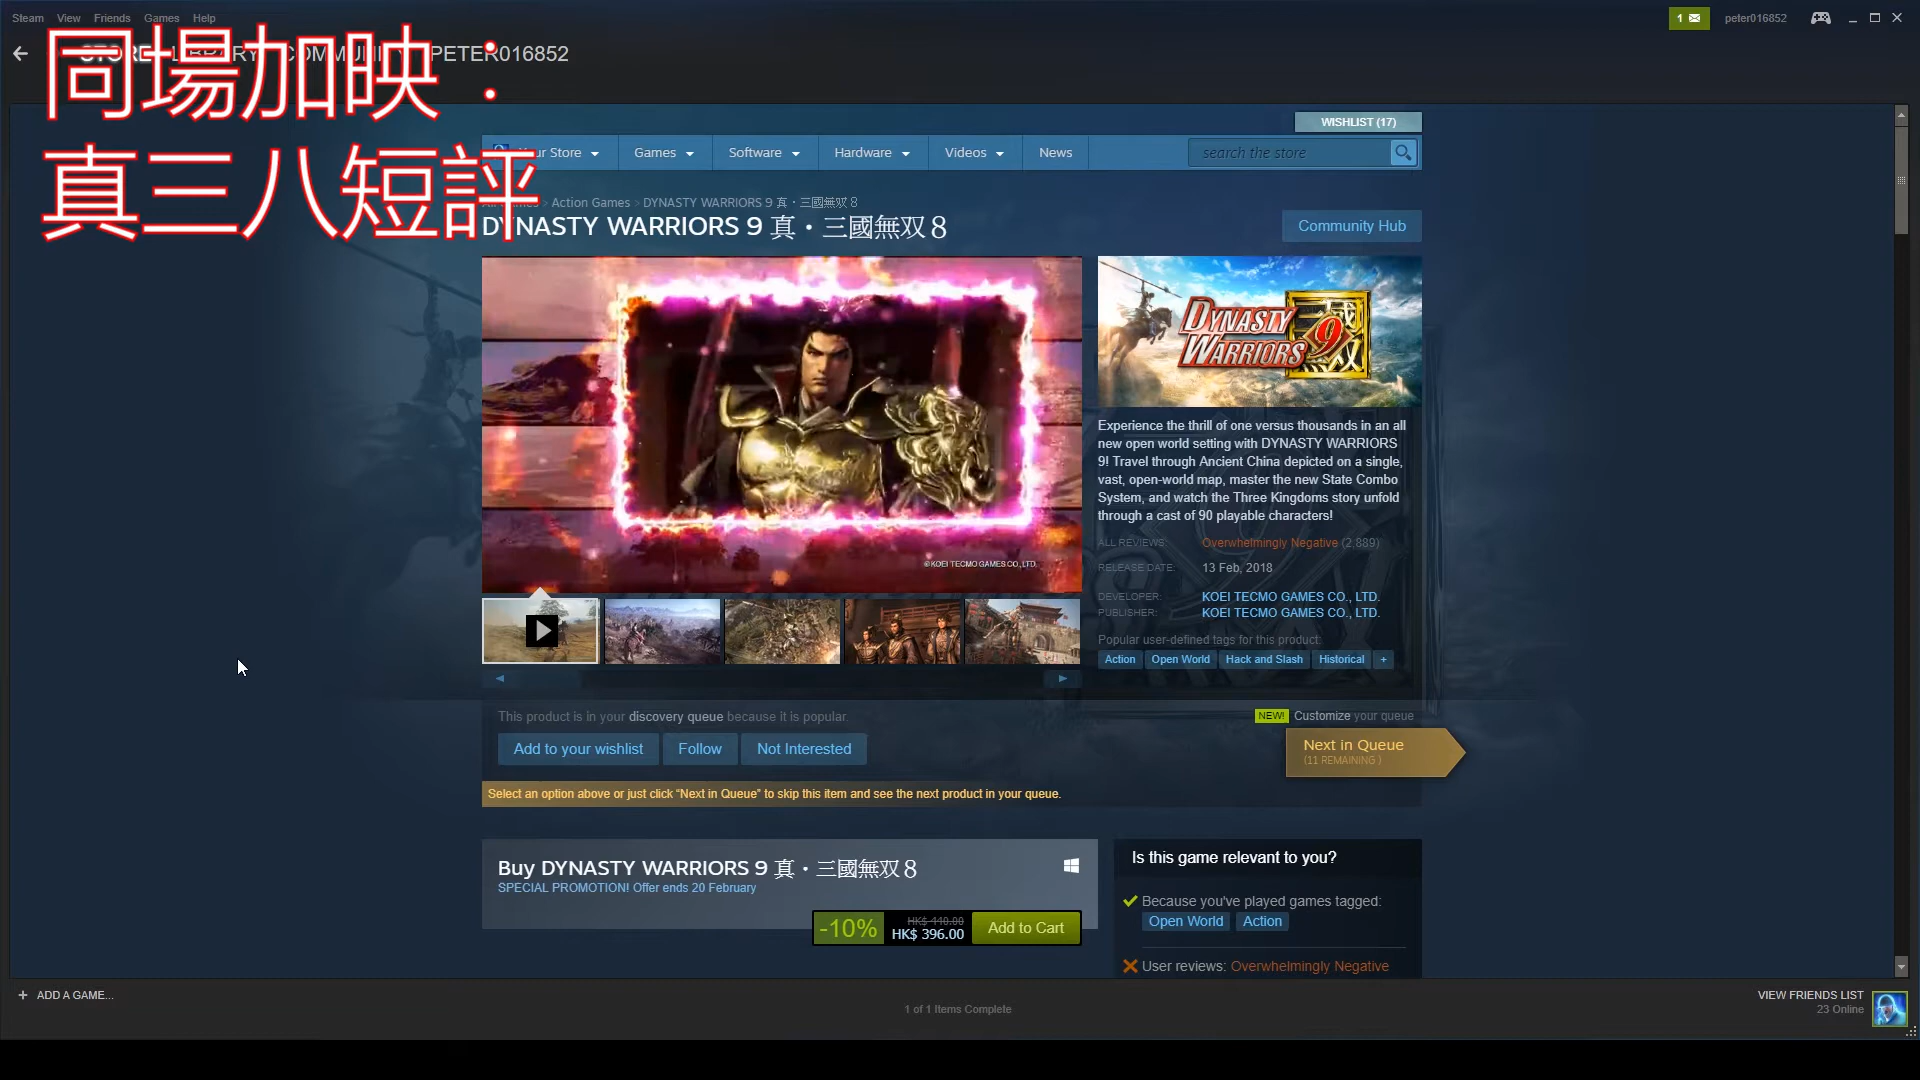 Steam View Friends Games Help
1
peter016852
STORE LIBRARY COMMUNITY PETER016852
同場加映：
真三八短評
WISHLIST (17)
Your Store Games Software Hardware Videos News
search the store
All Games > Action Games > DYNASTY WARRIORS 9 真・三國無双８
DYNASTY WARRIORS 9 真・三國無双８
Community Hub
©KOEI TECMO GAMES CO., LTD.
DYNASTY WARRIORS 9
Experience the thrill of one versus thousands in an all
new open world setting with DYNASTY WARRIORS
9! Travel through Ancient China depicted on a single,
vast, open-world map, master the new State Combo
System, and watch the Three Kingdoms story unfold
through a cast of 90 playable characters!
ALL REVIEWS: Overwhelmingly Negative (2,889)
RELEASE DATE: 13 Feb, 2018
DEVELOPER: KOEI TECMO GAMES CO., LTD.
PUBLISHER: KOEI TECMO GAMES CO., LTD.
Popular user-defined tags for this product:
Action Open World Hack and Slash Historical +
This product is in your discovery queue because it is popular.
Add to your wishlist Follow Not Interested
NEW! Customize your queue
Next in Queue
(11 REMAINING )
Select an option above or just click “Next in Queue” to skip this item and see the next product in your queue.
Buy DYNASTY WARRIORS 9 真・三國無双８
SPECIAL PROMOTION! Offer ends 20 February
-10% HK$ 440.00
HK$ 396.00
Add to Cart
Is this game relevant to you?
Because you've played games tagged:
Open World Action
User reviews: Overwhelmingly Negative
+ ADD A GAME...
1 of 1 Items Complete
VIEW FRIENDS LIST
23 Online